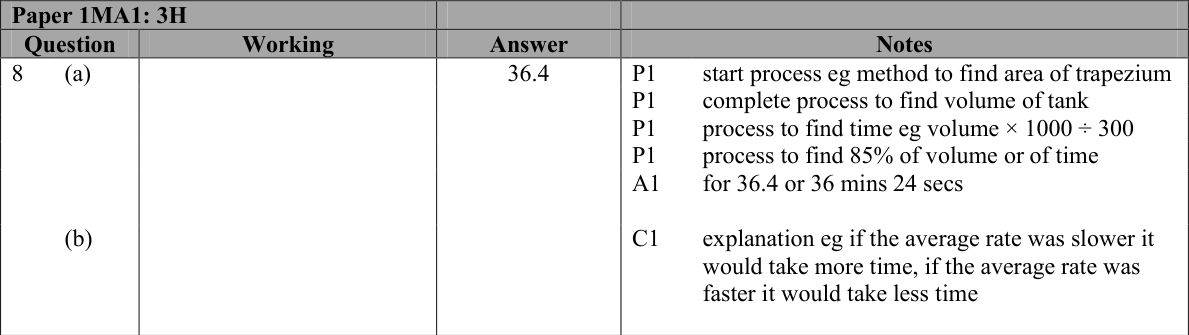 Paper 1MA1: 3H
Question Working Answer Notes
8 (a) 36.4 P1 start process eg method to find area of trapezium
P1 complete process to find volume of tank
P1 process to find time eg volume × 1000 ÷ 300
P1 process to find 85% of volume or of time
A1 for 36.4 or 36 mins 24 secs
(b) C1 explanation eg if the average rate was slower it
would take more time, if the average rate was
faster it would take less time